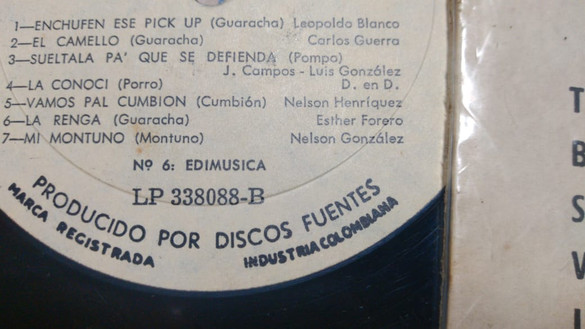 1—ENCHUFEN ESE PICK UP (Guaracha) Leopoldo Blanco
2—EL CAMELLO (Guaracha) Carlos Guerra
3—SUELTALA PA' QUE SE DEFIENDA (Pompo)
J. Campos - Luis González
4—LA CONOCI (Porro) D. en D.
5—VAMOS PAL CUMBION (Cumbión) Nelson Henríquez
6—LA RENGA (Guaracha) Esther Forero
7—MI MONTUNO (Montuno) Nelson González
Nº 6: EDIMUSICA
LP 338088-B
PRODUCIDO POR DISCOS FUENTES
MARCA REGISTRADA
INDUSTRIA COLOMBIANA
T
B
S